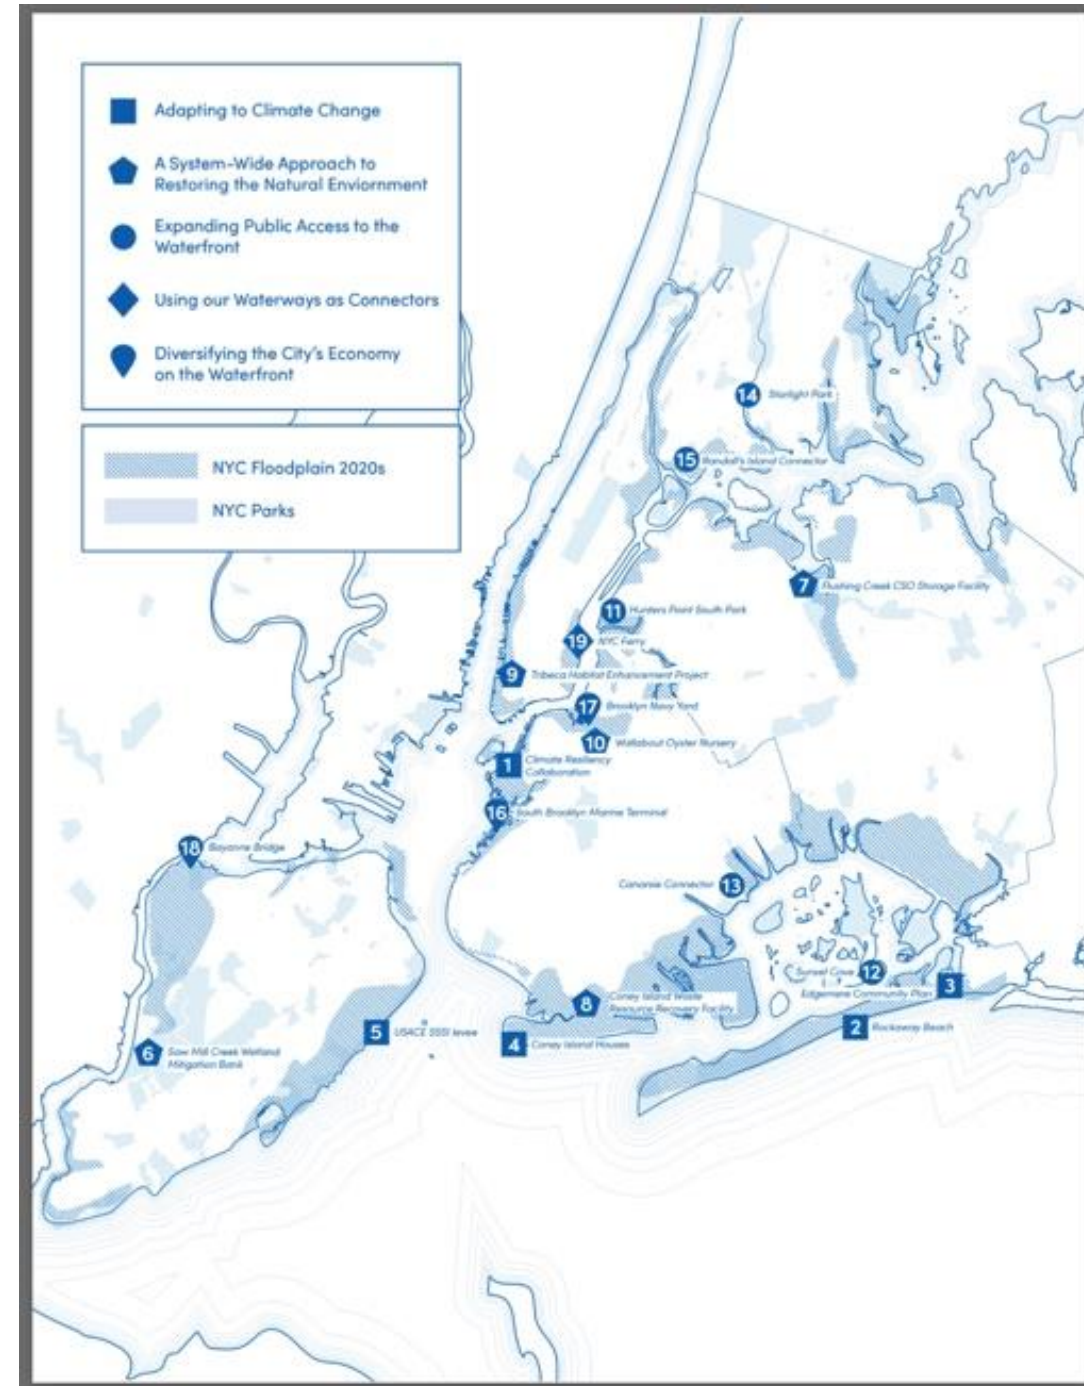 Adapting to Climate Change
A System-Wide Approach to
Restoring the Natural Enviornment
Expanding Public Access to the
Waterfront
Using our Waterways as Connectors
Diversifying the City's Economy
on the Waterfront
NYC Floodplain 2020s
NYC Parks
14 Starlight Park
15 Randall's Island Connector
7 Flushing Creek CSO Storage Facility
11 Hunters Point South Park
19 NYC Ferry
9 Tribeca Habitat Enhancement Project
17 Brooklyn Navy Yard
10 Wallabout Oyster Nursery
1 Climate Resiliency
Collaboration
16 South Brooklyn Marine Terminal
18 Bayonne Bridge
Canarsie Connector 13
Sunset Cove 12
Edgemere Community Plan 3
8 Coney Island Waste
Resource Recovery Facility
2 Rockaway Beach
5 USACE SSSI levee
4 Coney Island Houses
6 Saw Mill Creek Wetland
Mitigation Bank